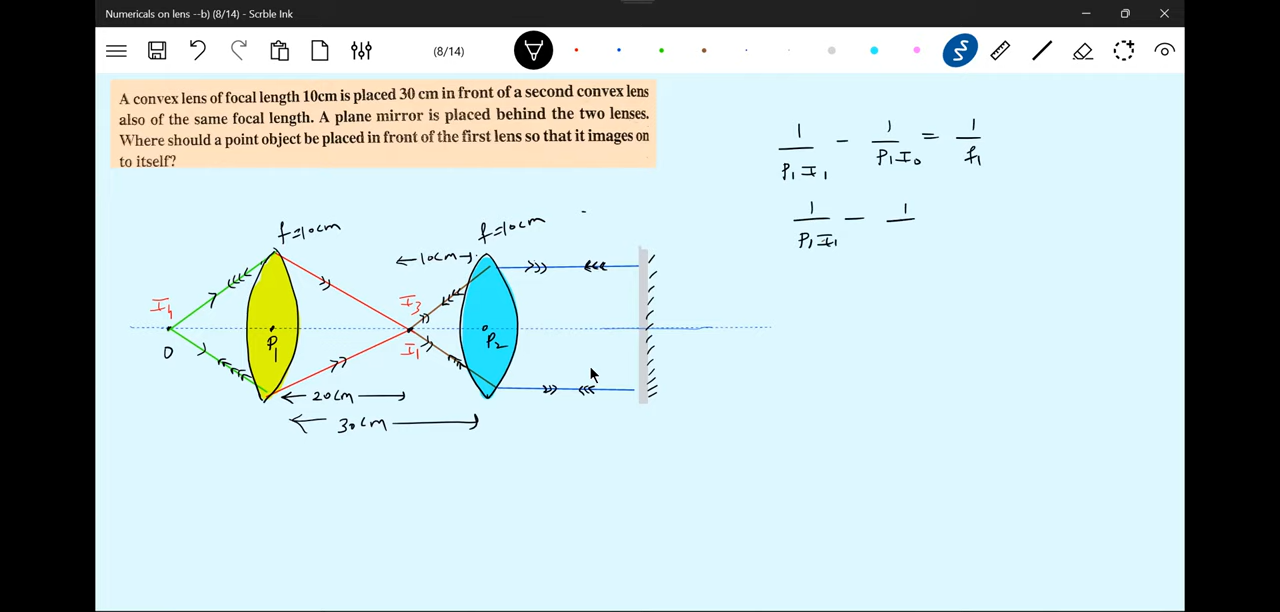 Numericals on lens --b) (8/14) - Scrble Ink
(8/14)
A convex lens of focal length 10cm is placed 30 cm in front of a second convex lens
also of the same focal length. A plane mirror is placed behind the two lenses.
Where should a point object be placed in front of the first lens so that it images on
to itself?
1/P₁I₁ - 1/P₁I₀ = 1/f₁
1/P₁I₁ - 1
f=10cm
f=10cm
10cm
I₄
I₃
O
P₁
I₁
P₂
20cm
30cm